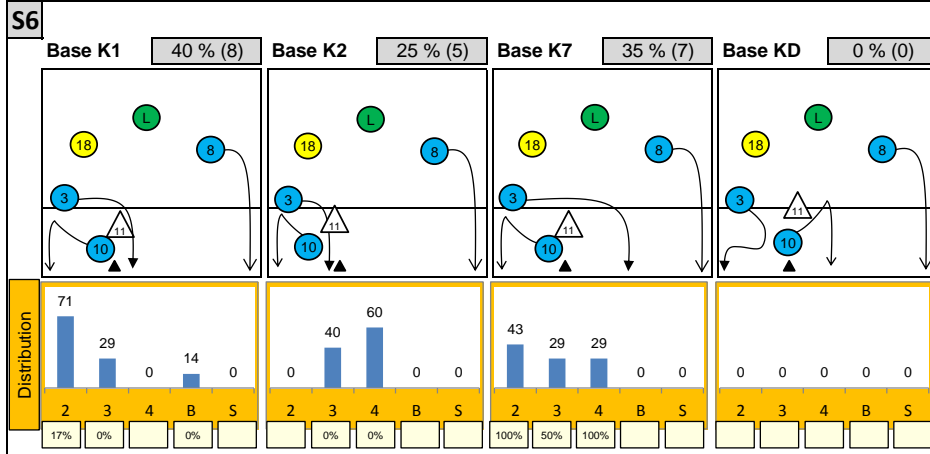 S6
Base K1 40 % (8) Base K2 25 % (5) Base K7 35 % (7) Base KD 0 % (0)
L L L L
18 8 18 8 18 8 18 8
3 3 3 3
11 11 11 11
10 10 10 10
Distribution
71 29 0 14 0
0 40 60 0 0
43 29 29 0 0
0 0 0 0 0
2 3 4 B S 2 3 4 B S 2 3 4 B S 2 3 4 B S
17% 0% 0% 0% 0% 100% 50% 100%